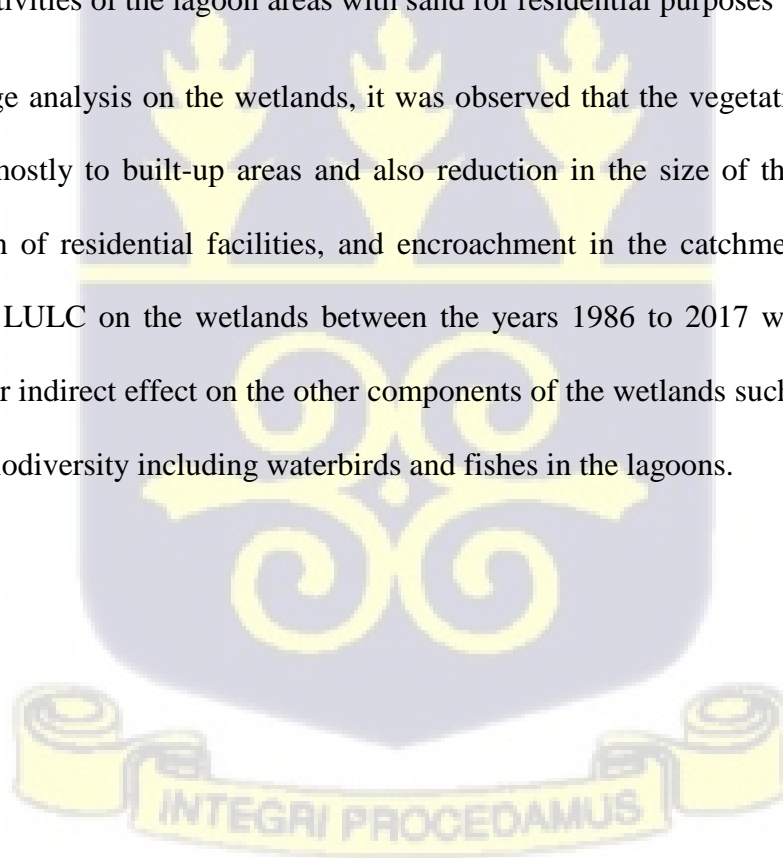 tivities of the lagoon areas with sand for residential purposes
ge analysis on the wetlands, it was observed that the vegetati
mostly to built-up areas and also reduction in the size of th
n of residential facilities, and encroachment in the catchme
LULC on the wetlands between the years 1986 to 2017 w
r indirect effect on the other components of the wetlands such
iodiversity including waterbirds and fishes in the lagoons.
INTEGRI PROCEDAMUS